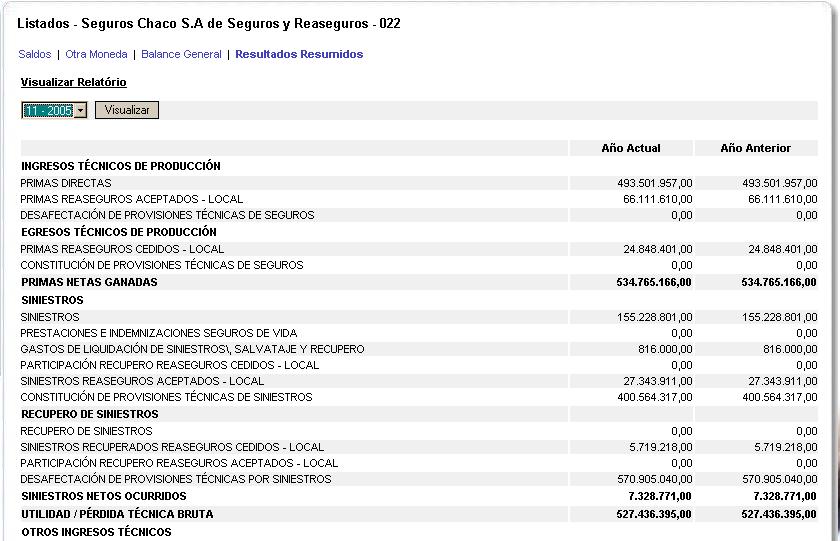 Listados - Seguros Chaco S.A de Seguros y Reaseguros - 022
Saldos | Otra Moneda | Balance General | Resultados Resumidos
Visualizar Relatório
11 - 2005 Visualizar
Año Actual Año Anterior
INGRESOS TÉCNICOS DE PRODUCCIÓN
PRIMAS DIRECTAS 493.501.957,00 493.501.957,00
PRIMAS REASEGUROS ACEPTADOS - LOCAL 66.111.610,00 66.111.610,00
DESAFECTACIÓN DE PROVISIONES TÉCNICAS DE SEGUROS 0,00 0,00
EGRESOS TÉCNICOS DE PRODUCCIÓN
PRIMAS REASEGUROS CEDIDOS - LOCAL 24.848.401,00 24.848.401,00
CONSTITUCIÓN DE PROVISIONES TÉCNICAS DE SEGUROS 0,00 0,00
PRIMAS NETAS GANADAS 534.765.166,00 534.765.166,00
SINIESTROS
SINIESTROS 155.228.801,00 155.228.801,00
PRESTACIONES E INDEMNIZACIONES SEGUROS DE VIDA 0,00 0,00
GASTOS DE LIQUIDACIÓN DE SINIESTROS\, SALVATAJE Y RECUPERO 816.000,00 816.000,00
PARTICIPACIÓN RECUPERO REASEGUROS CEDIDOS - LOCAL 0,00 0,00
SINIESTROS REASEGUROS ACEPTADOS - LOCAL 27.343.911,00 27.343.911,00
CONSTITUCIÓN DE PROVISIONES TÉCNICAS DE SINIESTROS 400.564.317,00 400.564.317,00
RECUPERO DE SINIESTROS
RECUPERO DE SINIESTROS 0,00 0,00
SINIESTROS RECUPERADOS REASEGUROS CEDIDOS - LOCAL 5.719.218,00 5.719.218,00
PARTICIPACIÓN RECUPERO REASEGUROS ACEPTADOS - LOCAL 0,00 0,00
DESAFECTACIÓN DE PROVISIONES TÉCNICAS POR SINIESTROS 570.905.040,00 570.905.040,00
SINIESTROS NETOS OCURRIDOS 7.328.771,00 7.328.771,00
UTILIDAD / PÉRDIDA TÉCNICA BRUTA 527.436.395,00 527.436.395,00
OTROS INGRESOS TÉCNICOS